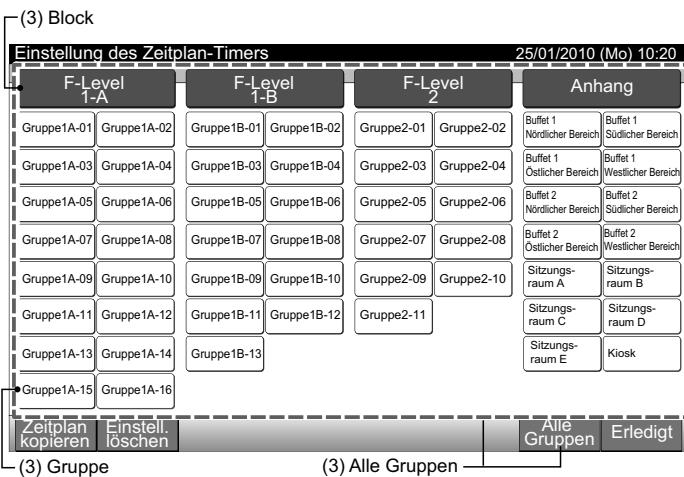 (3) Block
Einstellung des Zeitplan-Timers 25/01/2010 (Mo) 10:20
F-Level F-Level F-Level Anhang
1-A 1-B 2
Gruppe1A-01 Gruppe1A-02 Gruppe1B-01 Gruppe1B-02 Gruppe2-01 Gruppe2-02 Buffet 1 Buffet 1
Nördlicher Bereich Südlicher Bereich
Gruppe1A-03 Gruppe1A-04 Gruppe1B-03 Gruppe1B-04 Gruppe2-03 Gruppe2-04 Buffet 1 Buffet 1
Östlicher Bereich Westlicher Bereich
Gruppe1A-05 Gruppe1A-06 Gruppe1B-05 Gruppe1B-06 Gruppe2-05 Gruppe2-06 Buffet 2 Buffet 2
Nördlicher Bereich Südlicher Bereich
Gruppe1A-07 Gruppe1A-08 Gruppe1B-07 Gruppe1B-08 Gruppe2-07 Gruppe2-08 Buffet 2 Buffet 2
Östlicher Bereich Westlicher Bereich
Gruppe1A-09 Gruppe1A-10 Gruppe1B-09 Gruppe1B-10 Gruppe2-09 Gruppe2-10 Sitzungs- Sitzungs-
raum A raum B
Gruppe1A-11 Gruppe1A-12 Gruppe1B-11 Gruppe1B-12 Gruppe2-11 Sitzungs- Sitzungs-
raum C raum D
Gruppe1A-13 Gruppe1A-14 Gruppe1B-13 Sitzungs- Kiosk
raum E
Gruppe1A-15 Gruppe1A-16
Zeitplan Einstell. Alle Erledigt
kopieren löschen Gruppen
(3) Gruppe (3) Alle Gruppen